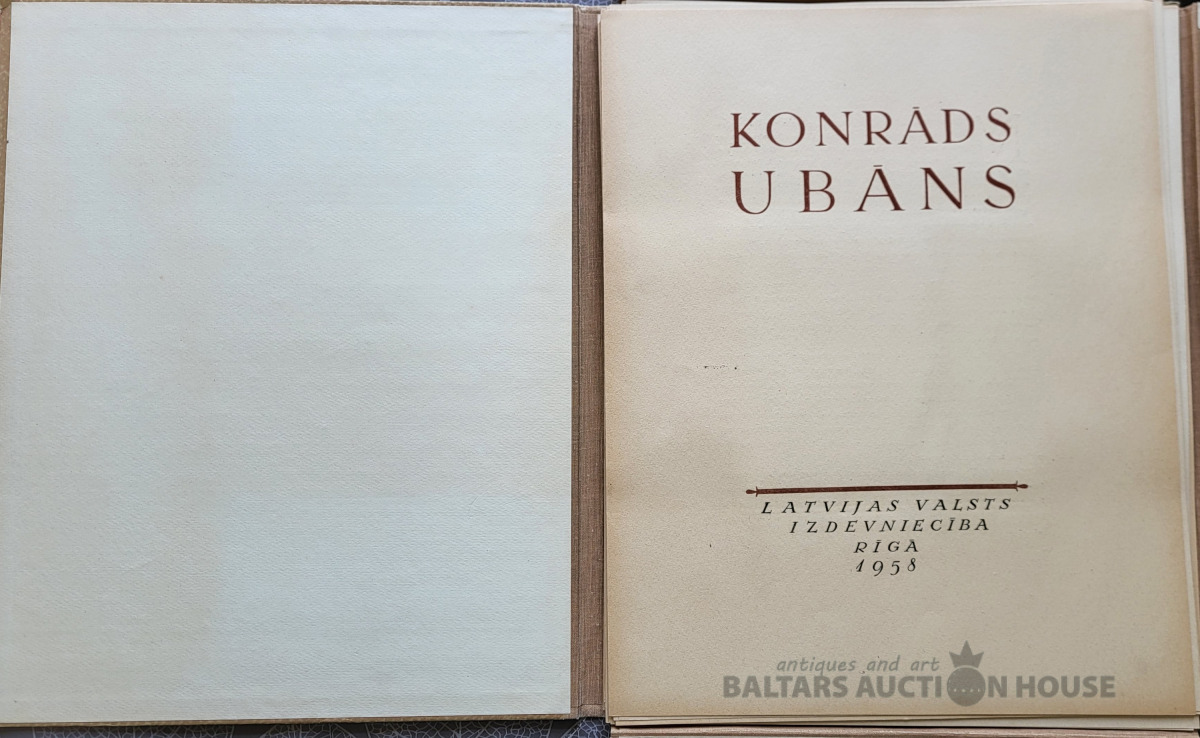 KONRĀDS
UBĀNS
LATVIJAS VALSTS
IZDEVNIECĪBA
RĪGĀ
1958
antiques and art
BALTARS AUCTION HOUSE